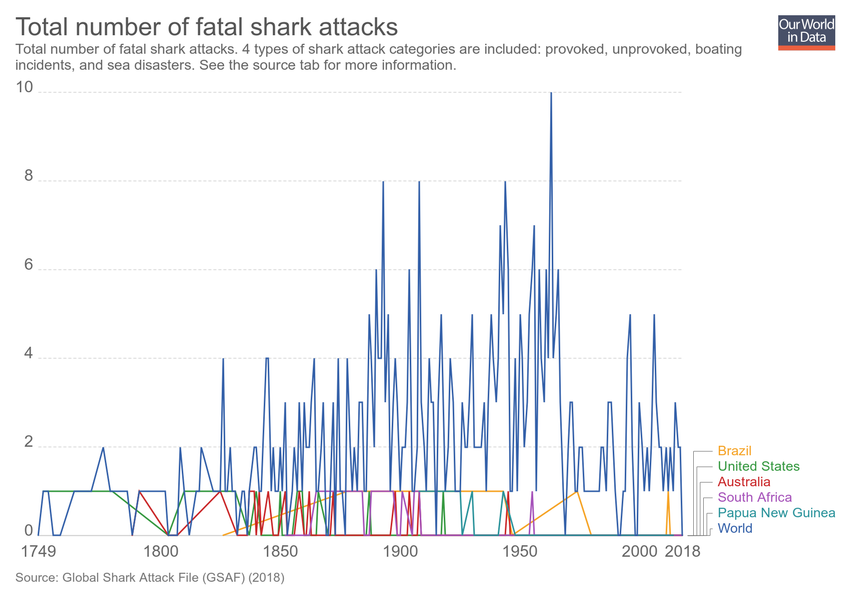 Total number of fatal shark attacks
Our World
in Data
Total number of fatal shark attacks. 4 types of shark attack categories are included: provoked, unprovoked, boating
incidents, and sea disasters. See the source tab for more information.
10
8
6
4
2
0
Brazil
United States
Australia
South Africa
Papua New Guinea
World
1749 1800 1850 1900 1950 2000 2018
Source: Global Shark Attack File (GSAF) (2018)